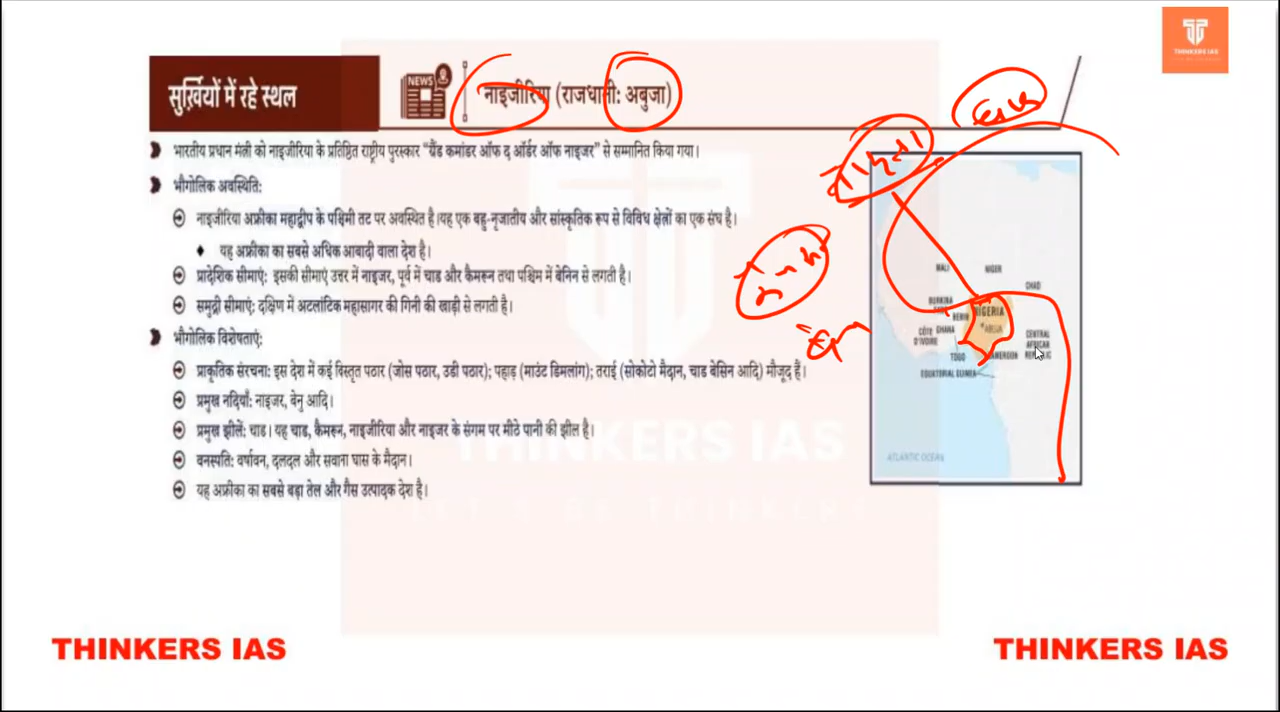 THINKERS IAS
सुर्ख़ियों में रहे स्थल
NEWS
नाइजीरिया (राजधानी: अबुजा)
भारतीय प्रधान मंत्री को नाइजीरिया के प्रतिष्ठित राष्ट्रीय पुरस्कार “ग्रैंड कमांडर ऑफ द ऑर्डर ऑफ नाइजर” से सम्मानित किया गया।
भौगोलिक अवस्थिति:
नाइजीरिया अफ्रीका महाद्वीप के पश्चिमी तट पर अवस्थित है।यह एक बहु-नृजातीय और सांस्कृतिक रूप से विविध क्षेत्रों का एक संघ है।
यह अफ्रीका का सबसे अधिक आबादी वाला देश है।
प्रादेशिक सीमाएं: इसकी सीमाएं उत्तर में नाइजर, पूर्व में चाड और कैमरून तथा पश्चिम में बेनिन से लगती है।
समुद्री सीमाएं: दक्षिण में अटलांटिक महासागर की गिनी की खाड़ी से लगती है।
भौगोलिक विशेषताएं:
प्राकृतिक संरचना: इस देश में कई विस्तृत पठार (जोस पठार, उडी पठार); पहाड़ (माउंट डिमलांग); तराई (सोकोटो मैदान, चाड बेसिन आदि) मौजूद हैं।
प्रमुख नदियाँ: नाइजर, बेनु आदि।
प्रमुख झीलें: चाड। यह चाड, कैमरून, नाइजीरिया और नाइजर के संगम पर मीठे पानी की झील है।
वनस्पति: वर्षावन, दलदल और सवाना घास के मैदान।
यह अफ्रीका का सबसे बड़ा तेल और गैस उत्पादक देश है।
MALI
NIGER
CHAD
BURKINA
NIGERIA
BENIN
ABUJA
CÔTE D'IVOIRE
GHANA
CENTRAL AFRICAN REPUBLIC
TOGO
CAMEROON
EQUATORIAL GUINEA
ATLANTIC OCEAN
THINKERS IAS
THINKERS IAS
THINKERS IAS